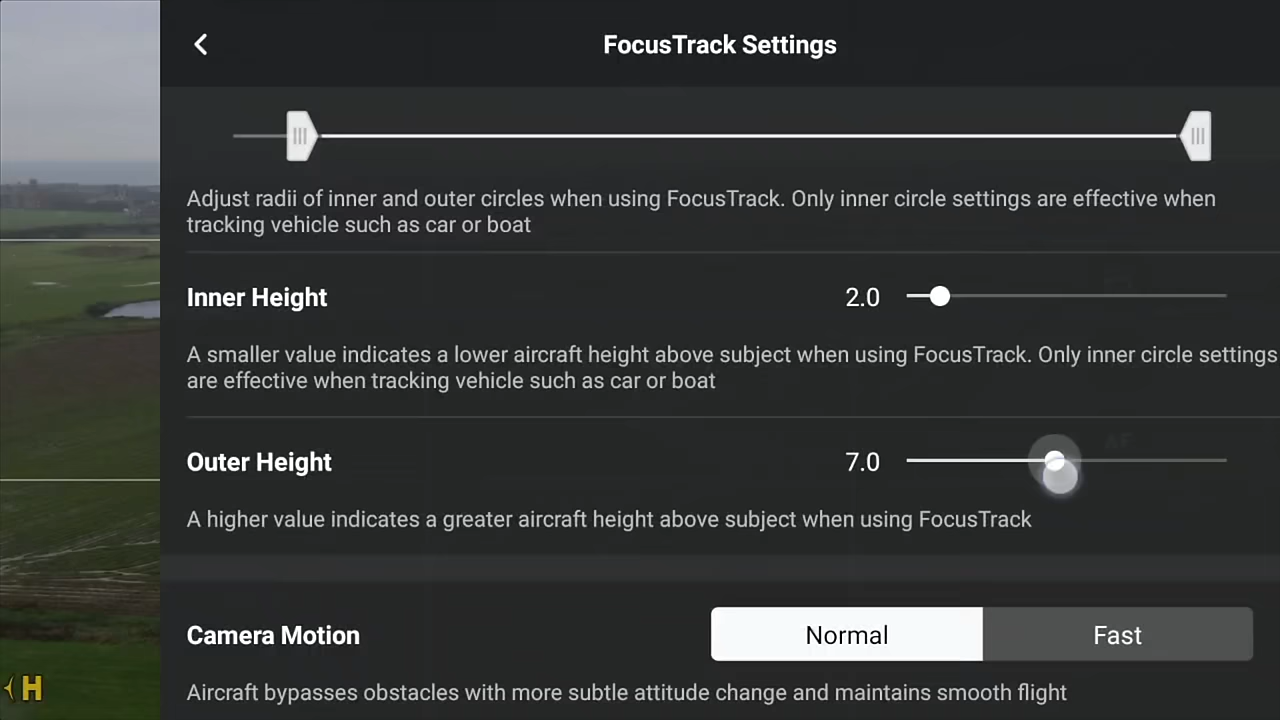 FocusTrack Settings
Adjust radii of inner and outer circles when using FocusTrack. Only inner circle settings are effective when
tracking vehicle such as car or boat
Inner Height 2.0
A smaller value indicates a lower aircraft height above subject when using FocusTrack. Only inner circle settings
are effective when tracking vehicle such as car or boat
AF
Outer Height 7.0
A higher value indicates a greater aircraft height above subject when using FocusTrack
Camera Motion Normal Fast
Aircraft bypasses obstacles with more subtle attitude change and maintains smooth flight
H